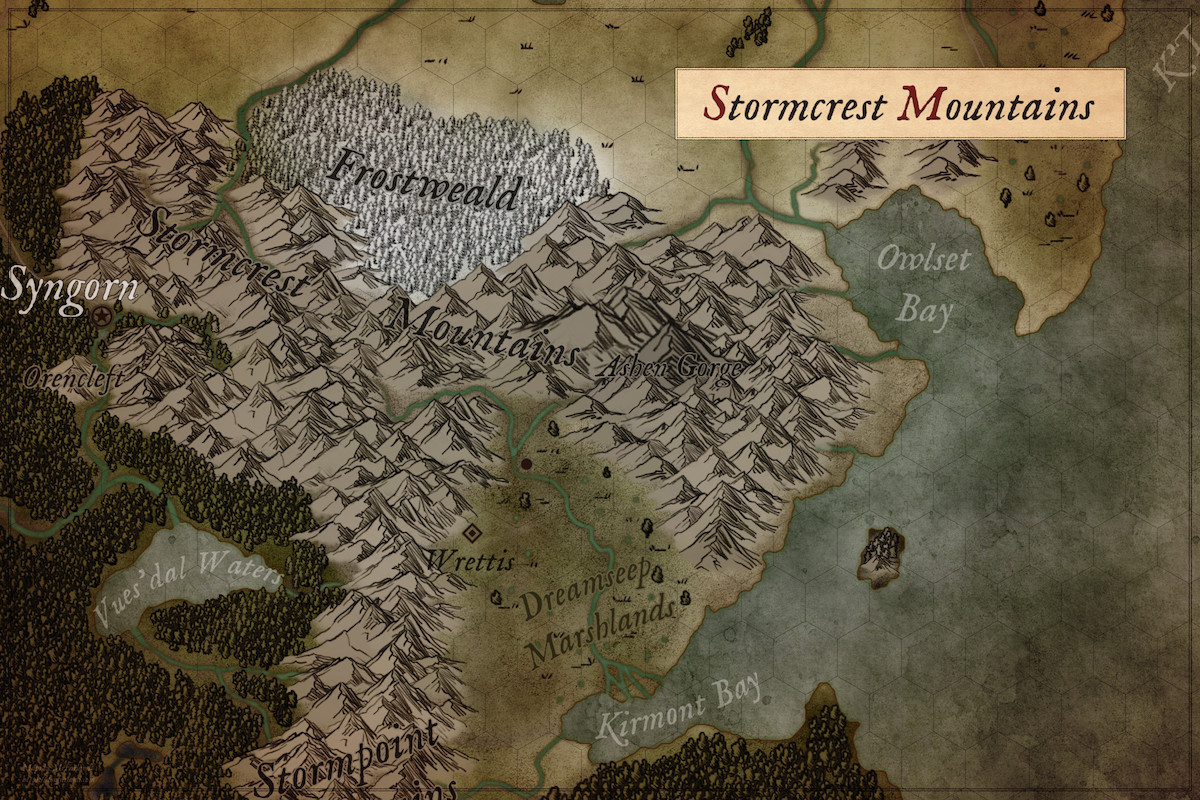 Stormcrest Mountains
Frostweald
Stormcrest
Mountains
Owlset
Bay
Syngorn
Orencleft
Ashen Gorge
Wrettis
Vues'dal Waters
Dreamseep
Marshlands
Kirmont Bay
Stormpoint